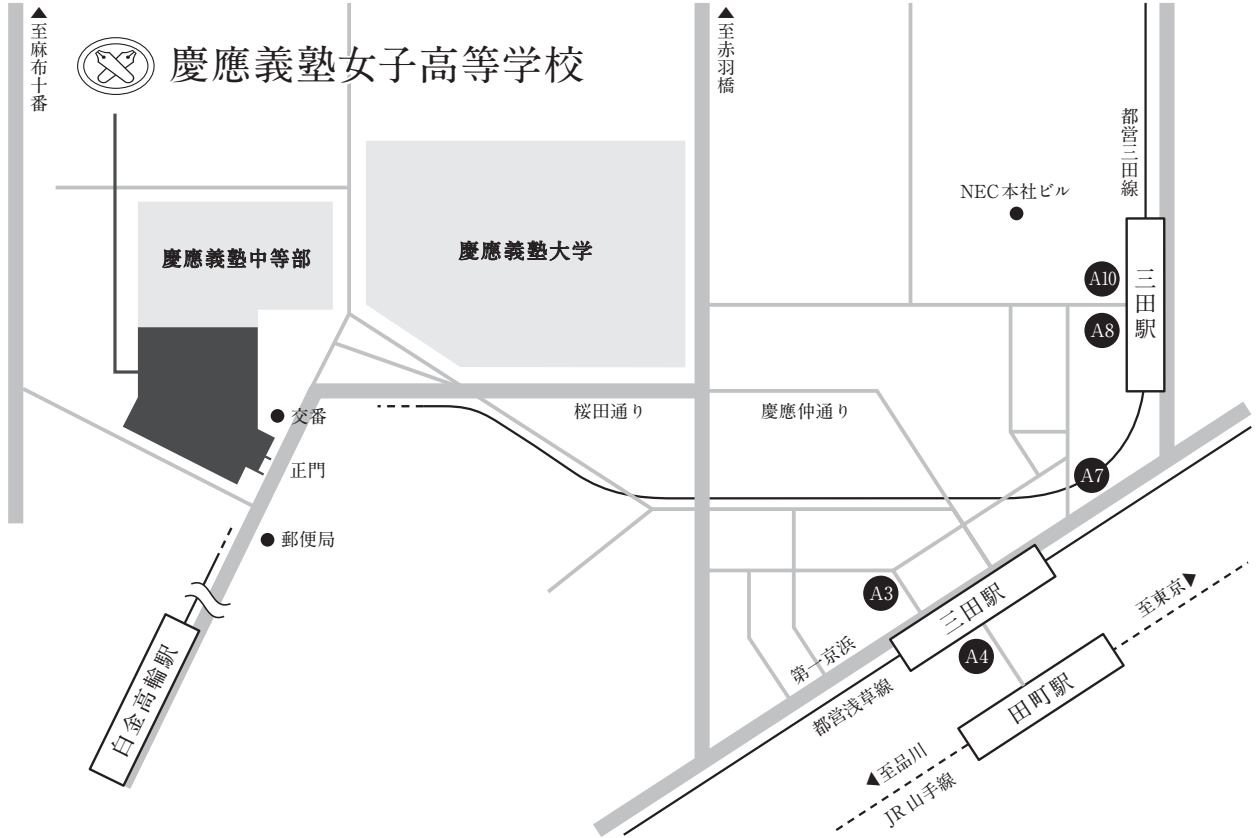 ▲至麻布十番
慶應義塾女子高等学校
▲至赤羽橋
都営三田線
NEC本社ビル
慶應義塾中等部
慶應義塾大学
A10
三田駅
A8
交番
桜田通り
慶應仲通り
正門
A7
郵便局
A3
三田駅
至東京▶
A4
第一京浜
白金高輪駅
都営浅草線
田町駅
◀至品川
JR山手線